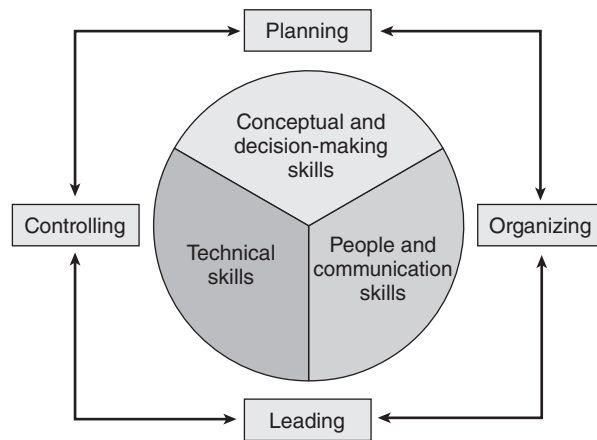 Planning
Conceptual and
decision-making
skills
Controlling
Organizing
Technical
skills
People and
communication
skills
Leading